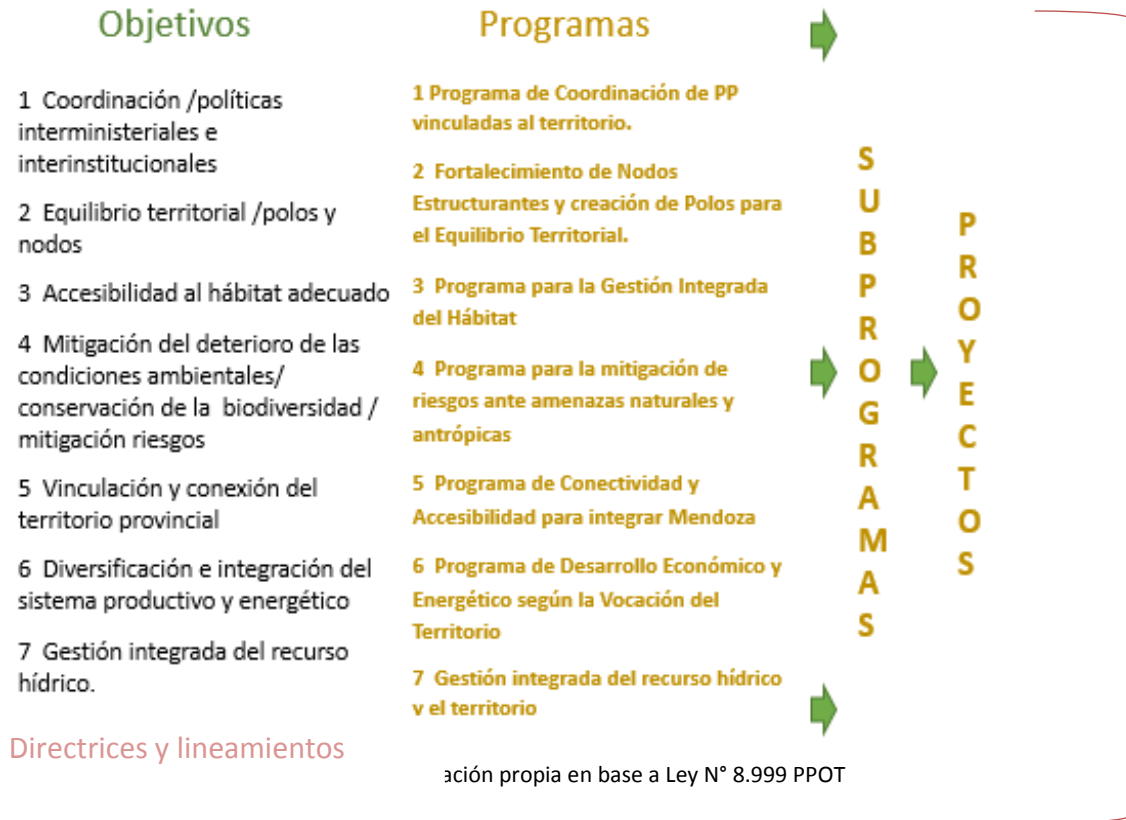 Objetivos
1 Coordinación /políticas
interministeriales e
interinstitucionales
2 Equilibrio territorial /polos y
nodos
3 Accesibilidad al hábitat adecuado
4 Mitigación del deterioro de las
condiciones ambientales/
conservación de la biodiversidad /
mitigación riesgos
5 Vinculación y conexión del
territorio provincial
6 Diversificación e integración del
sistema productivo y energético
7 Gestión integrada del recurso
hídrico.
Programas
1 Programa de Coordinación de PP
vinculadas al territorio.
2 Fortalecimiento de Nodos
Estructurantes y creación de Polos para
el Equilibrio Territorial.
3 Programa para la Gestión Integrada
del Hábitat
4 Programa para la mitigación de
riesgos ante amenazas naturales y
antrópicas
5 Programa de Conectividad y
Accesibilidad para integrar Mendoza
6 Programa de Desarrollo Económico y
Energético según la Vocación del
Territorio
7 Gestión integrada del recurso hídrico
y el territorio
SUBPROGRAMAS
PROYECTOS
Directrices y lineamientos
ación propia en base a Ley N° 8.999 PPOT